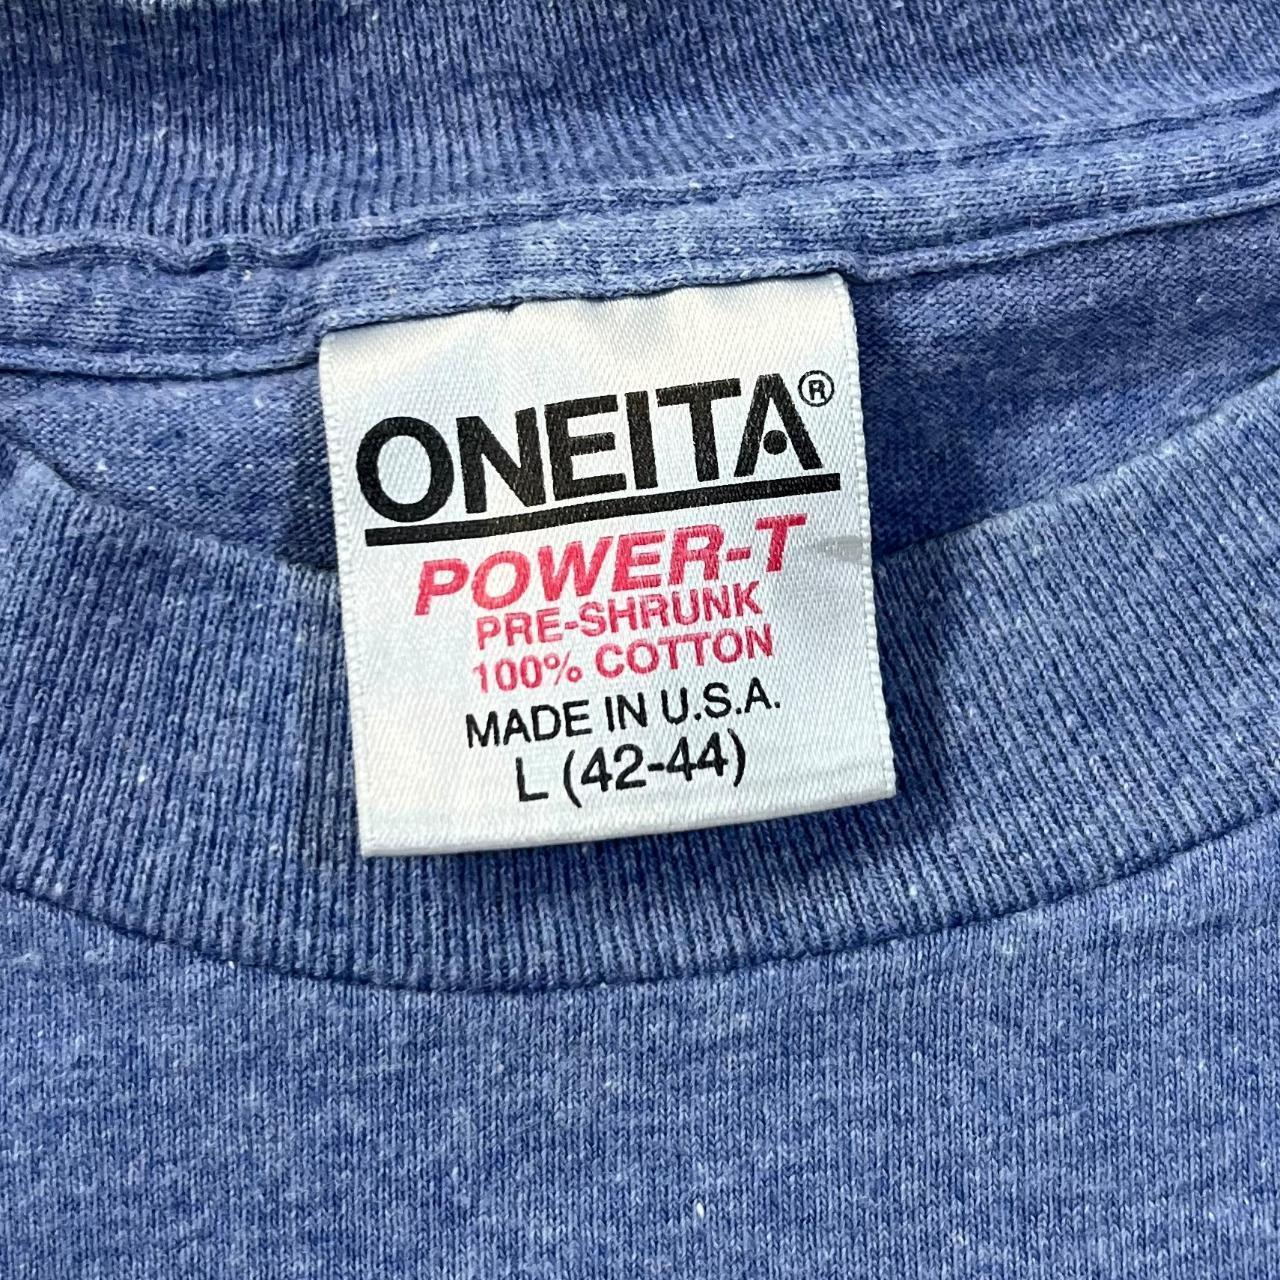 ONEITA®
POWER-T
PRE-SHRUNK
100% COTTON
MADE IN U.S.A.
L (42-44)